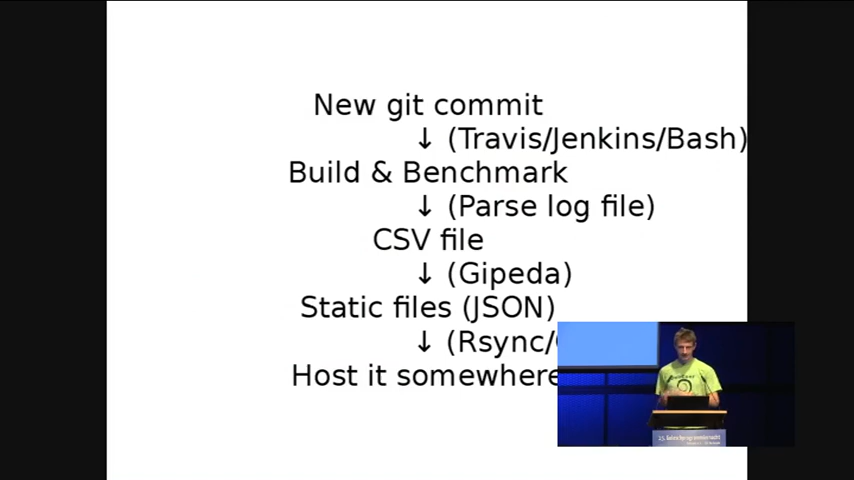 New git commit
↓ (Travis/Jenkins/Bash)
Build & Benchmark
↓ (Parse log file)
CSV file
↓ (Gipeda)
Static files (JSON)
↓ (Rsync/
Host it somewhere